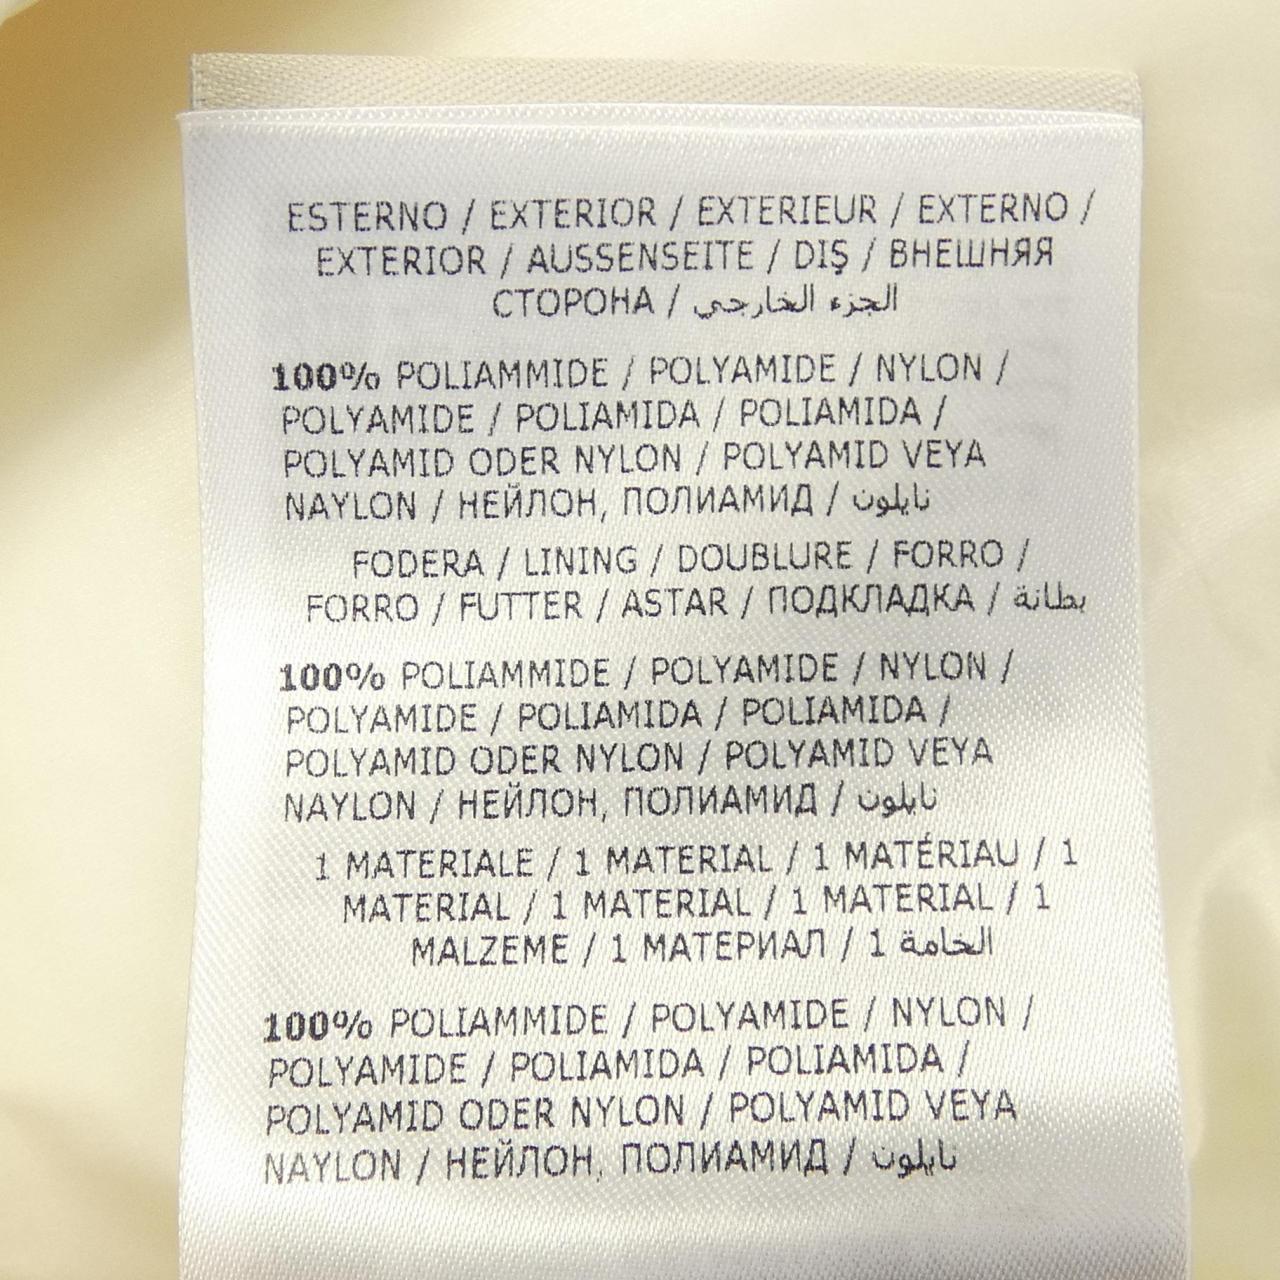 ESTERNO / EXTERIOR / EXTERIEUR / EXTERNO /
EXTERIOR / AUSSENSEITE / DIŞ / ВНЕШНЯЯ
СТОРОНА / الجزء الخارجي
100% POLIAMMIDE / POLYAMIDE / NYLON /
POLYAMIDE / POLIAMIDA / POLIAMIDA /
POLYAMID ODER NYLON / POLYAMID VEYA
NAYLON / НЕЙЛОН, ПОЛИАМИД / نايلون
FODERA / LINING / DOUBLURE / FORRO /
FORRO / FUTTER / ASTAR / ПОДКЛАДКА / بطانة
100% POLIAMMIDE / POLYAMIDE / NYLON /
POLYAMIDE / POLIAMIDA / POLIAMIDA /
POLYAMID ODER NYLON / POLYAMID VEYA
NAYLON / НЕЙЛОН, ПОЛИАМИД / نايلون
1 MATERIALE / 1 MATERIAL / 1 MATÉRIAU / 1
MATERIAL / 1 MATERIAL / 1 MATERIAL / 1
MALZEME / 1 МАТЕРИАЛ / 1 الخامة
100% POLIAMMIDE / POLYAMIDE / NYLON /
POLYAMIDE / POLIAMIDA / POLIAMIDA /
POLYAMID ODER NYLON / POLYAMID VEYA
NAYLON / НЕЙЛОН, ПОЛИАМИД / نايلون